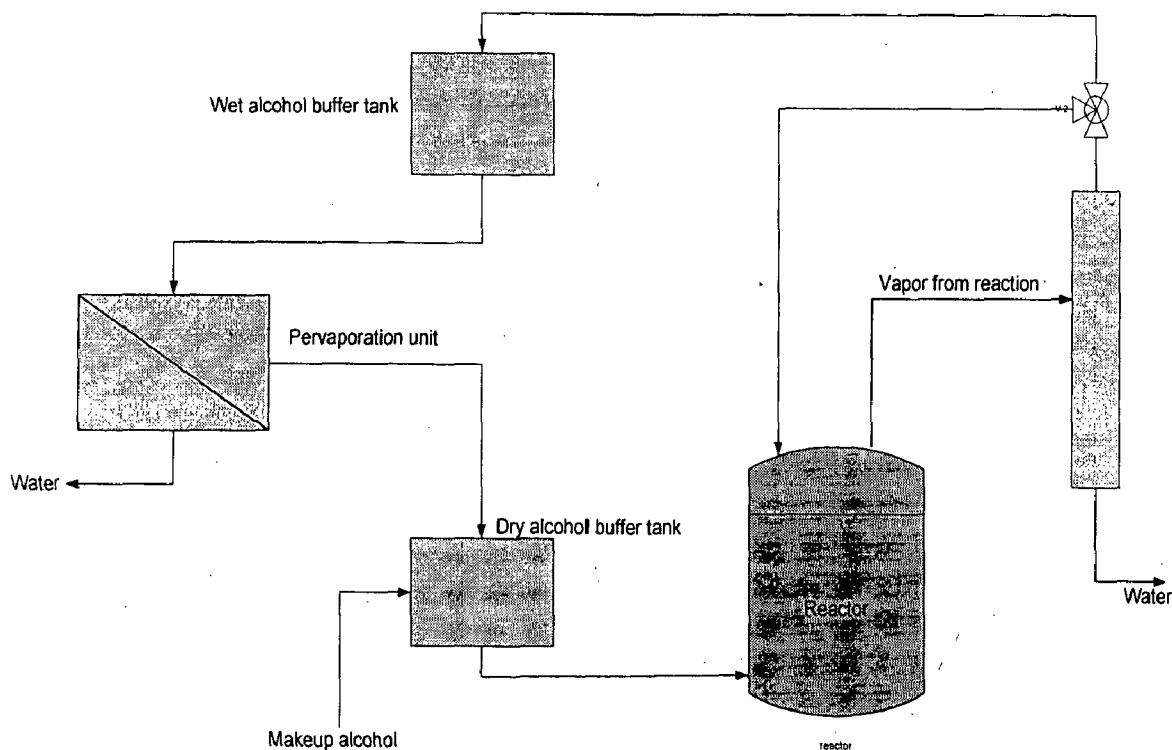 Wet alcohol buffer tank
V-2
Vapor from reaction
Pervaporation unit
Water
Dry alcohol buffer tank
Reactor
Water
Makeup alcohol
reactor